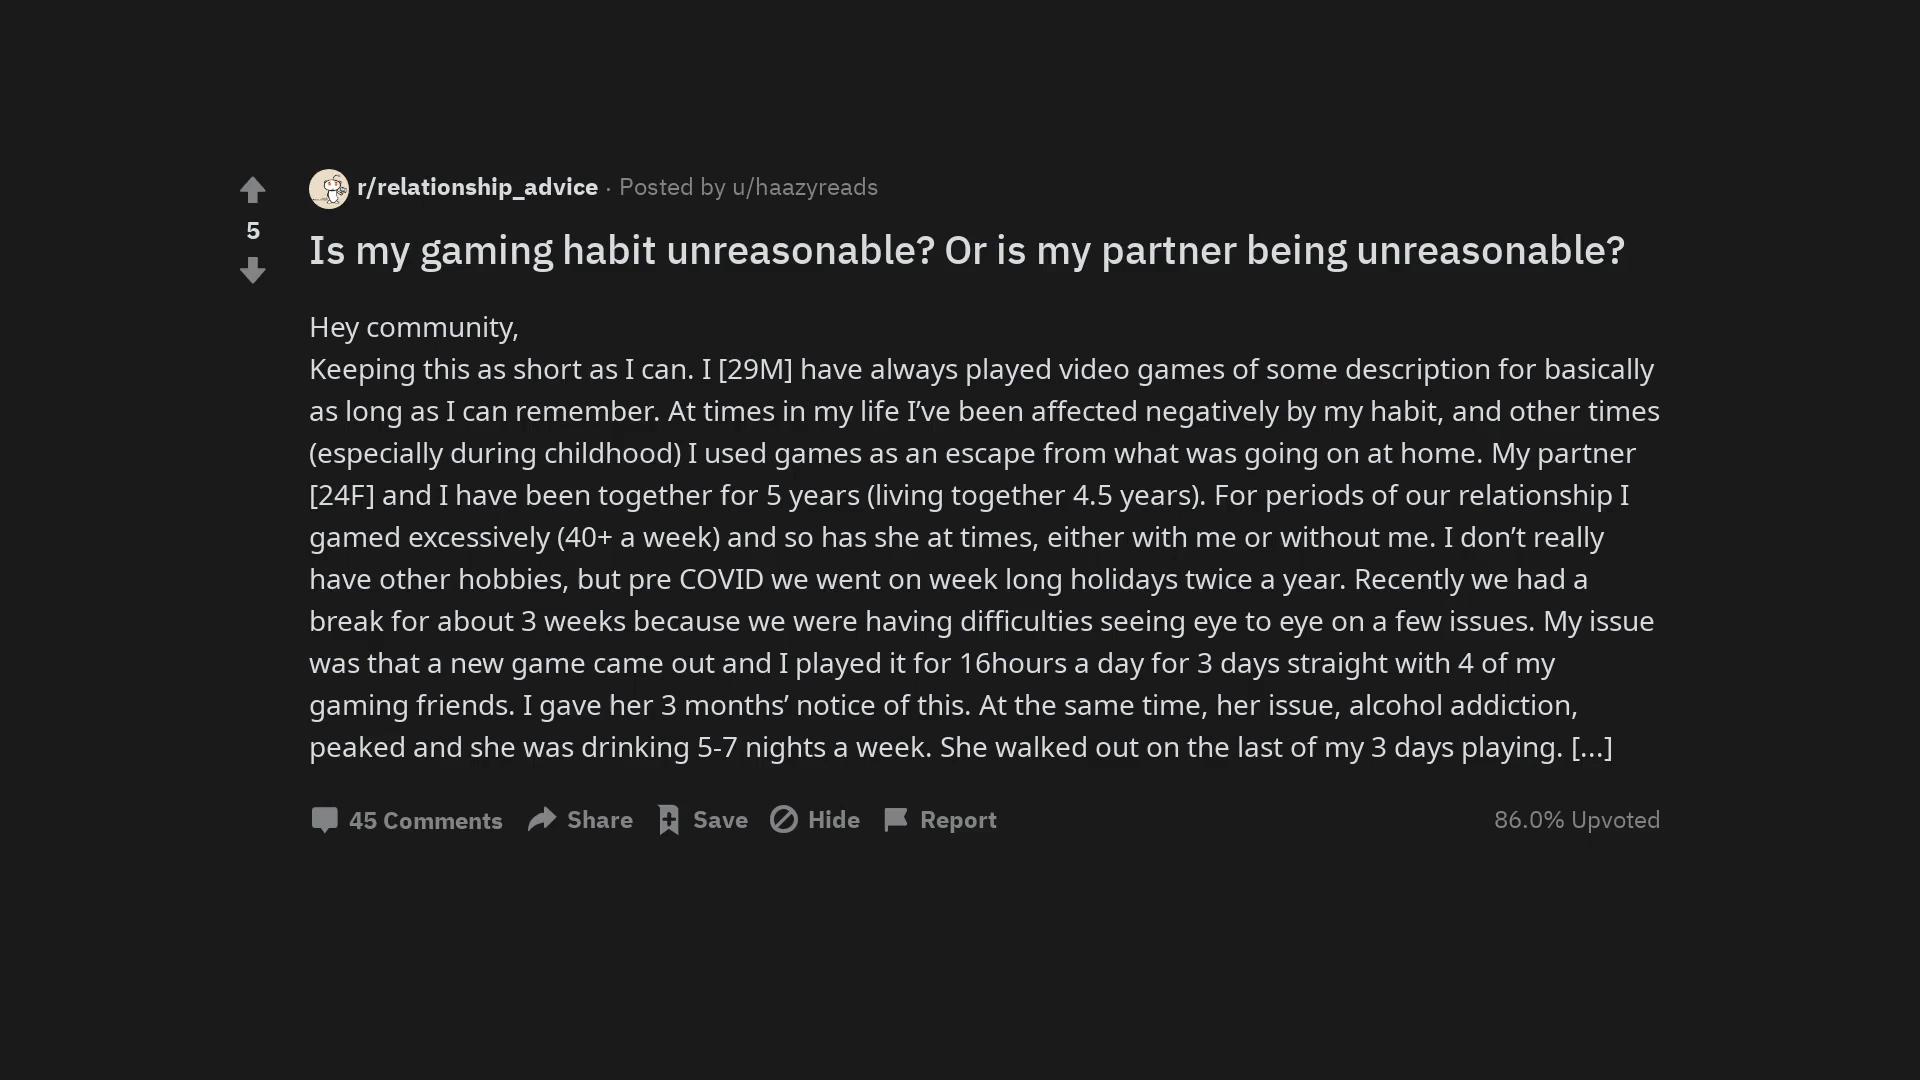 r/relationship_advice · Posted by u/haazyreads
5
Is my gaming habit unreasonable? Or is my partner being unreasonable?
Hey community,
Keeping this as short as I can. I [29M] have always played video games of some description for basically
as long as I can remember. At times in my life I’ve been affected negatively by my habit, and other times
(especially during childhood) I used games as an escape from what was going on at home. My partner
[24F] and I have been together for 5 years (living together 4.5 years). For periods of our relationship I
gamed excessively (40+ a week) and so has she at times, either with me or without me. I don’t really
have other hobbies, but pre COVID we went on week long holidays twice a year. Recently we had a
break for about 3 weeks because we were having difficulties seeing eye to eye on a few issues. My issue
was that a new game came out and I played it for 16hours a day for 3 days straight with 4 of my
gaming friends. I gave her 3 months’ notice of this. At the same time, her issue, alcohol addiction,
peaked and she was drinking 5-7 nights a week. She walked out on the last of my 3 days playing. [...]
45 Comments Share Save Hide Report 86.0% Upvoted